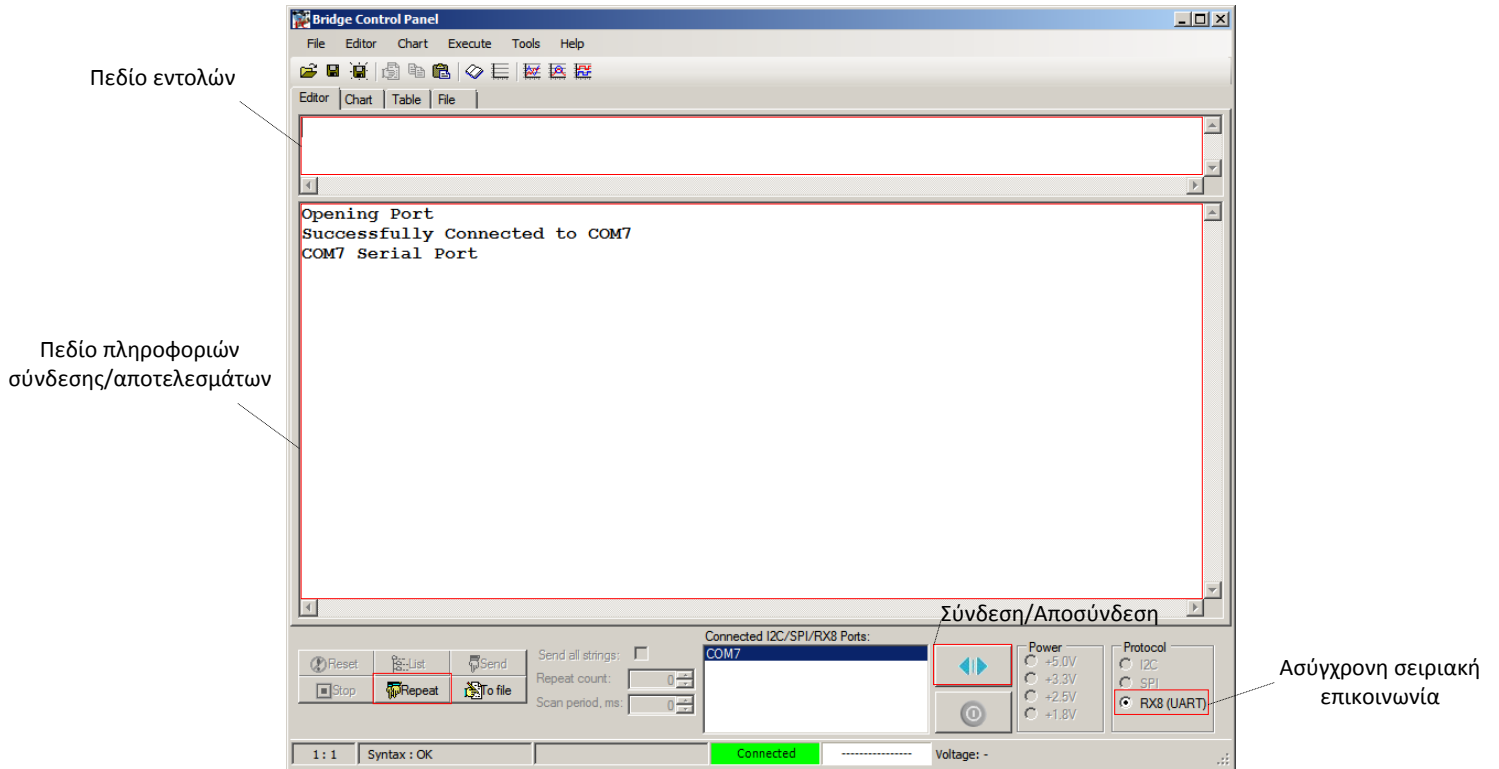 Bridge Control Panel
File Editor Chart Execute Tools Help
Πεδίο εντολών
Editor Chart Table File
Opening Port
Successfully Connected to COM7
COM7 Serial Port
Πεδίο πληροφοριών
σύνδεσης/αποτελεσμάτων
Σύνδεση/Αποσύνδεση
Connected I2C/SPI/RX8 Ports:
COM7
Reset List Send
Stop Repeat To file
Send all strings:
Repeat count: 0
Scan period, ms: 0
Power
+5.0V
+3.3V
+2.5V
+1.8V
Protocol
I2C
SPI
RX8 (UART)
Ασύγχρονη σειριακή
επικοινωνία
1 : 1 Syntax : OK Connected ---------------- Voltage: -